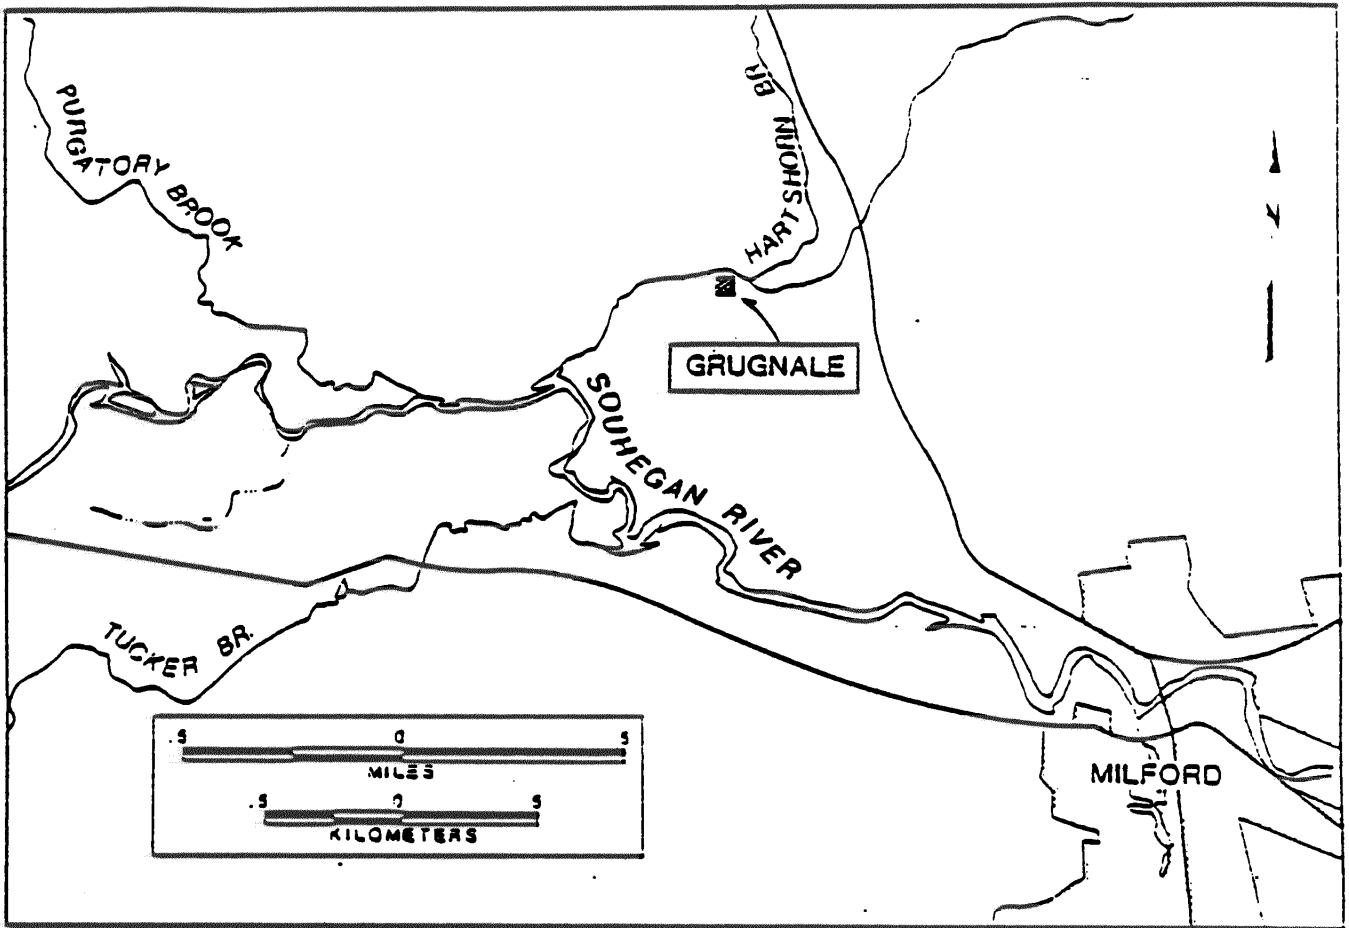 PURGATORY BROOK
HARTSHORN BR
N
GRUGNALE
SOUHEGAN RIVER
TUCKER BR.
.5 0 5
MILES
.5 0 5
KILOMETERS
MILFORD